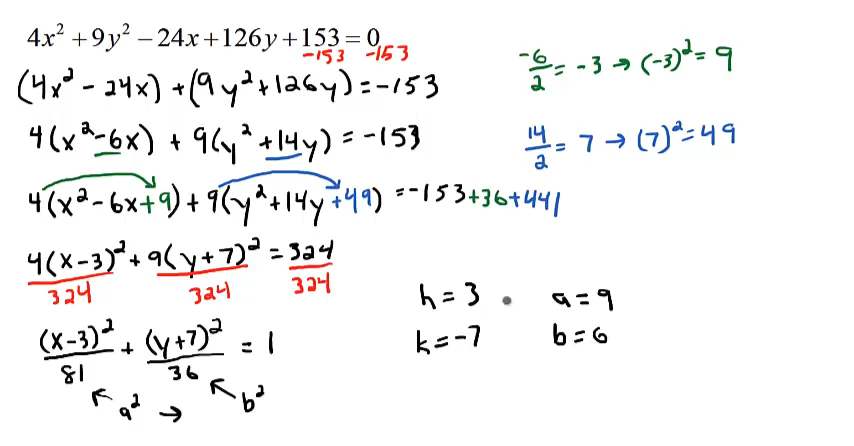 4x² + 9y² − 24x + 126y + 153 = 0
−153 −153
(4x² − 24x) + (9y² + 126y) = −153
4(x² − 6x) + 9(y² + 14y) = −153
4(x² − 6x + 9) + 9(y² + 14y + 49) = −153 + 36 + 441
4(x−3)² + 9(y+7)² = 324
324 324 324
(x−3)²/81 + (y+7)²/36 = 1
a² → b²
−6/2 = −3 → (−3)² = 9
14/2 = 7 → (7)² = 49
h = 3 a = 9
k = −7 b = 6